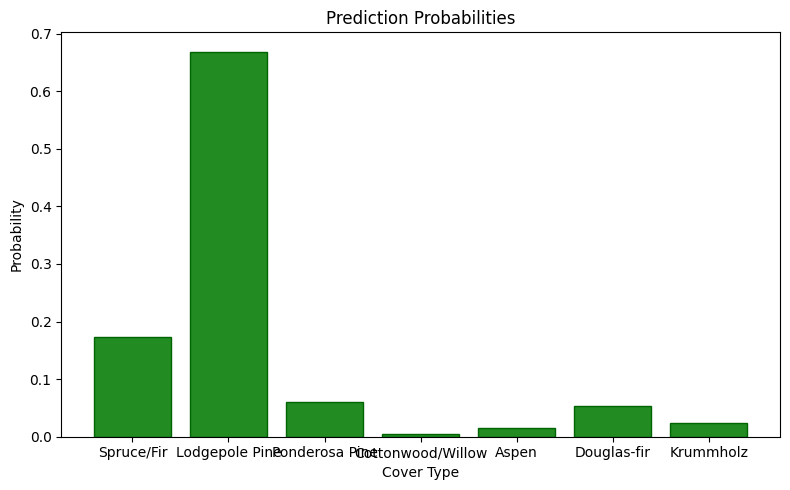 Prediction Probabilities
0.7
0.6
0.5
0.4
0.3
0.2
0.1
0.0
Probability
Spruce/Fir Lodgepole Pine Ponderosa Pine Cottonwood/Willow Aspen Douglas-fir Krummholz
Cover Type